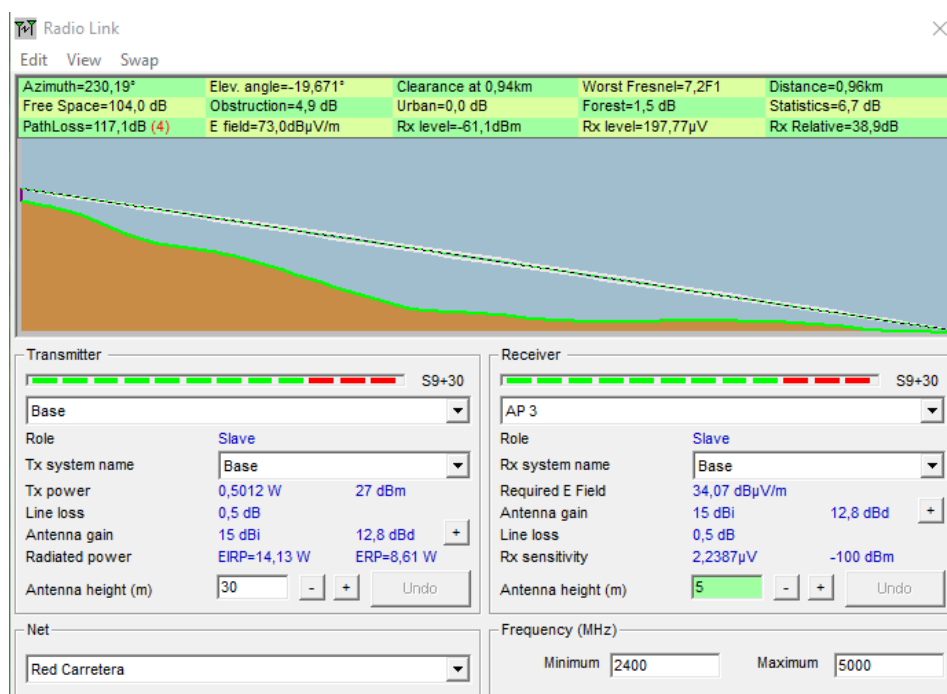 Radio Link
Edit View Swap
Azimuth=230,19° Elev. angle=-19,671° Clearance at 0,94km Worst Fresnel=7,2F1 Distance=0,96km
Free Space=104,0 dB Obstruction=4,9 dB Urban=0,0 dB Forest=1,5 dB Statistics=6,7 dB
PathLoss=117,1dB (4) E field=73,0dBµV/m Rx level=-61,1dBm Rx level=197,77µV Rx Relative=38,9dB
Transmitter
S9+30
Base
Role Slave
Tx system name Base
Tx power 0,5012 W 27 dBm
Line loss 0,5 dB
Antenna gain 15 dBi 12,8 dBd +
Radiated power EIRP=14,13 W ERP=8,61 W
Antenna height (m) 30 - + Undo
Net
Red Carretera
Receiver
S9+30
AP 3
Role Slave
Rx system name Base
Required E Field 34,07 dBµV/m
Antenna gain 15 dBi 12,8 dBd +
Line loss 0,5 dB
Rx sensitivity 2,2387µV -100 dBm
Antenna height (m) 5 - + Undo
Frequency (MHz)
Minimum 2400 Maximum 5000